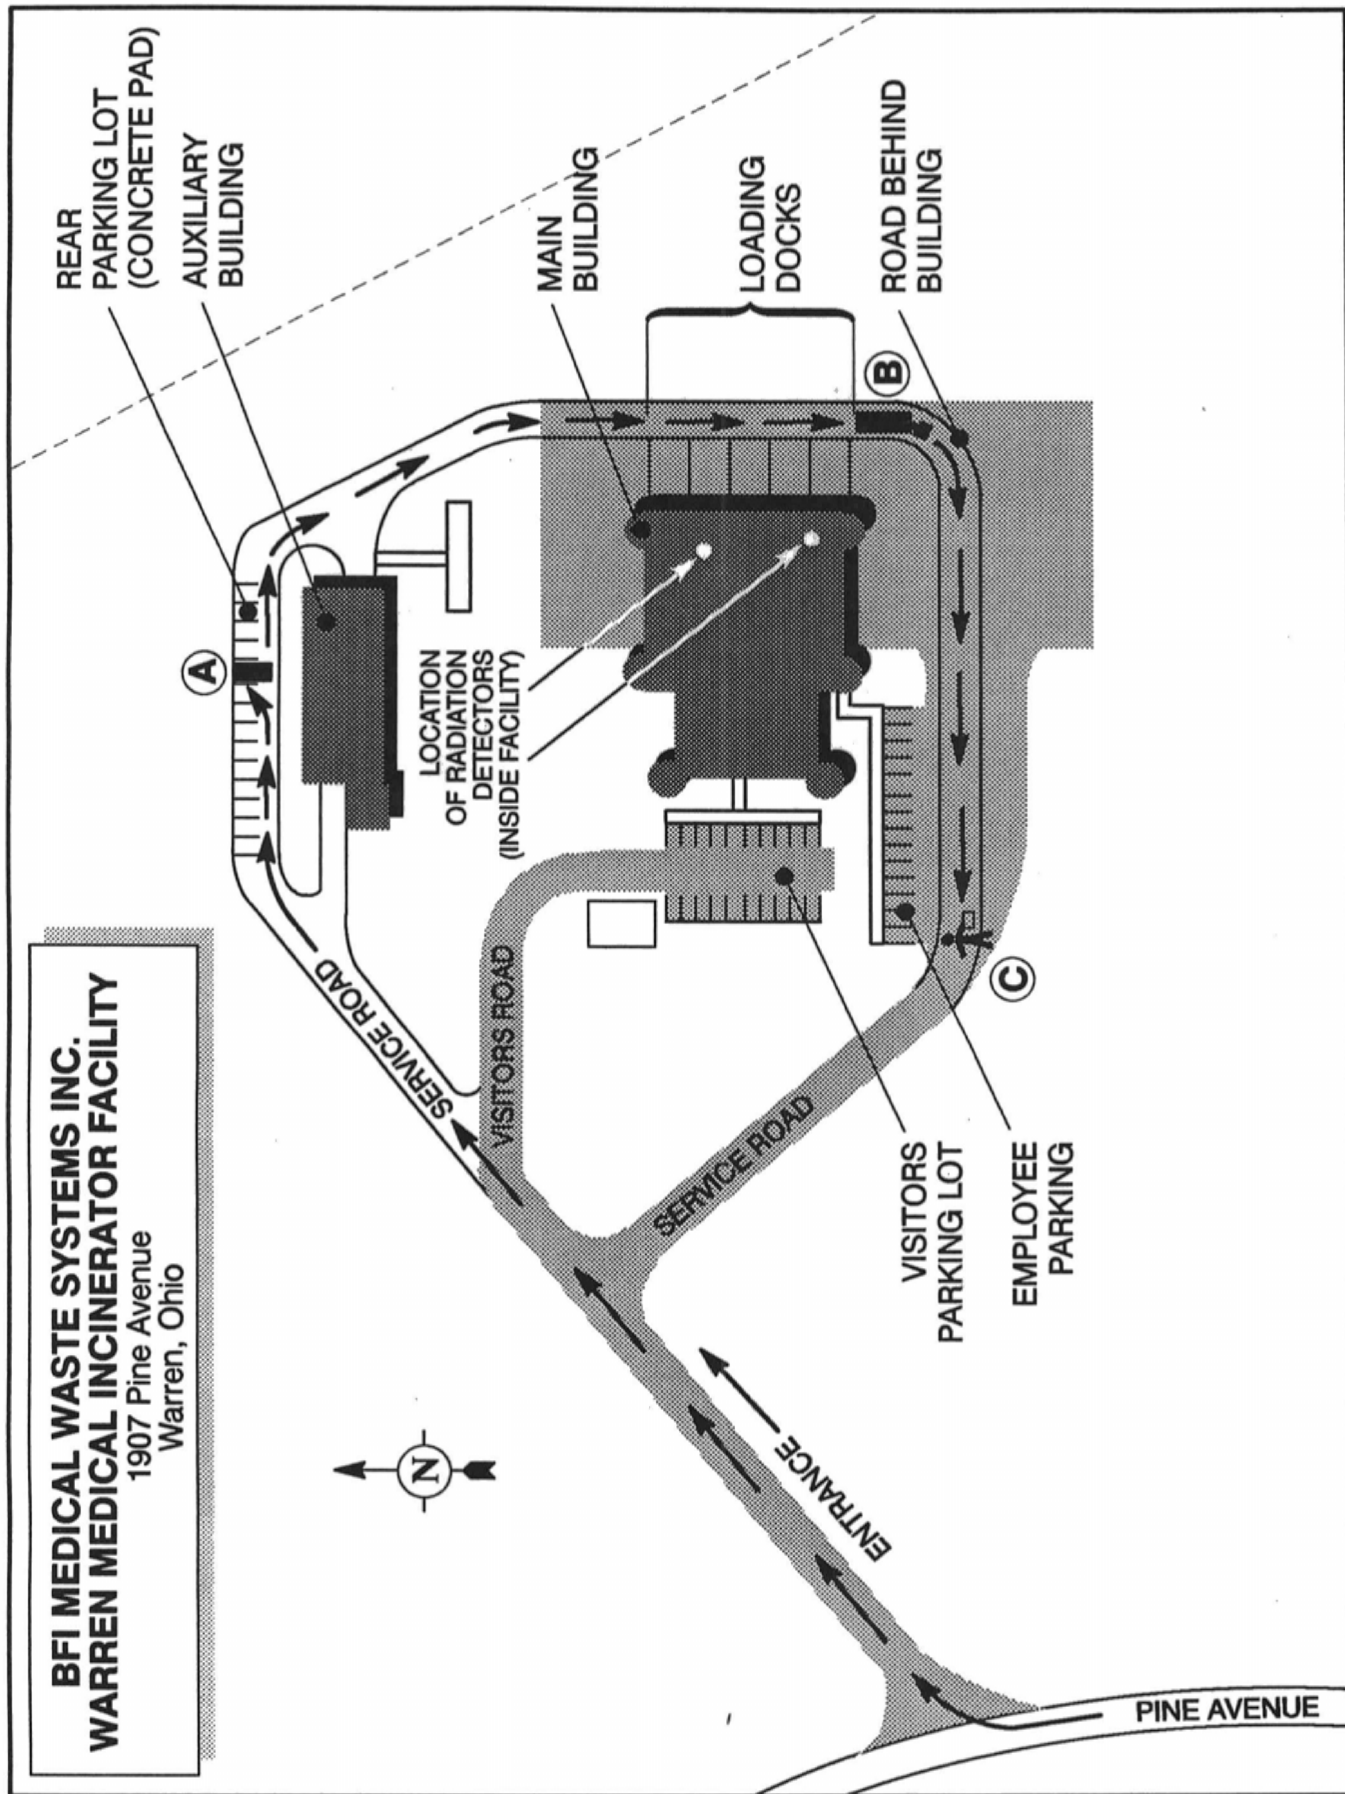 BFI MEDICAL WASTE SYSTEMS INC.
WARREN MEDICAL INCINERATOR FACILITY
1907 Pine Avenue
Warren, Ohio
REAR
PARKING LOT
(CONCRETE PAD)
AUXILIARY
BUILDING
A
SERVICE ROAD
N
LOCATION
OF RADIATION
DETECTORS
(INSIDE FACILITY)
MAIN
BUILDING
VISITORS ROAD
LOADING
DOCKS
SERVICE ROAD
B
ROAD BEHIND
BUILDING
ENTRANCE
C
VISITORS
PARKING LOT
EMPLOYEE
PARKING
PINE AVENUE